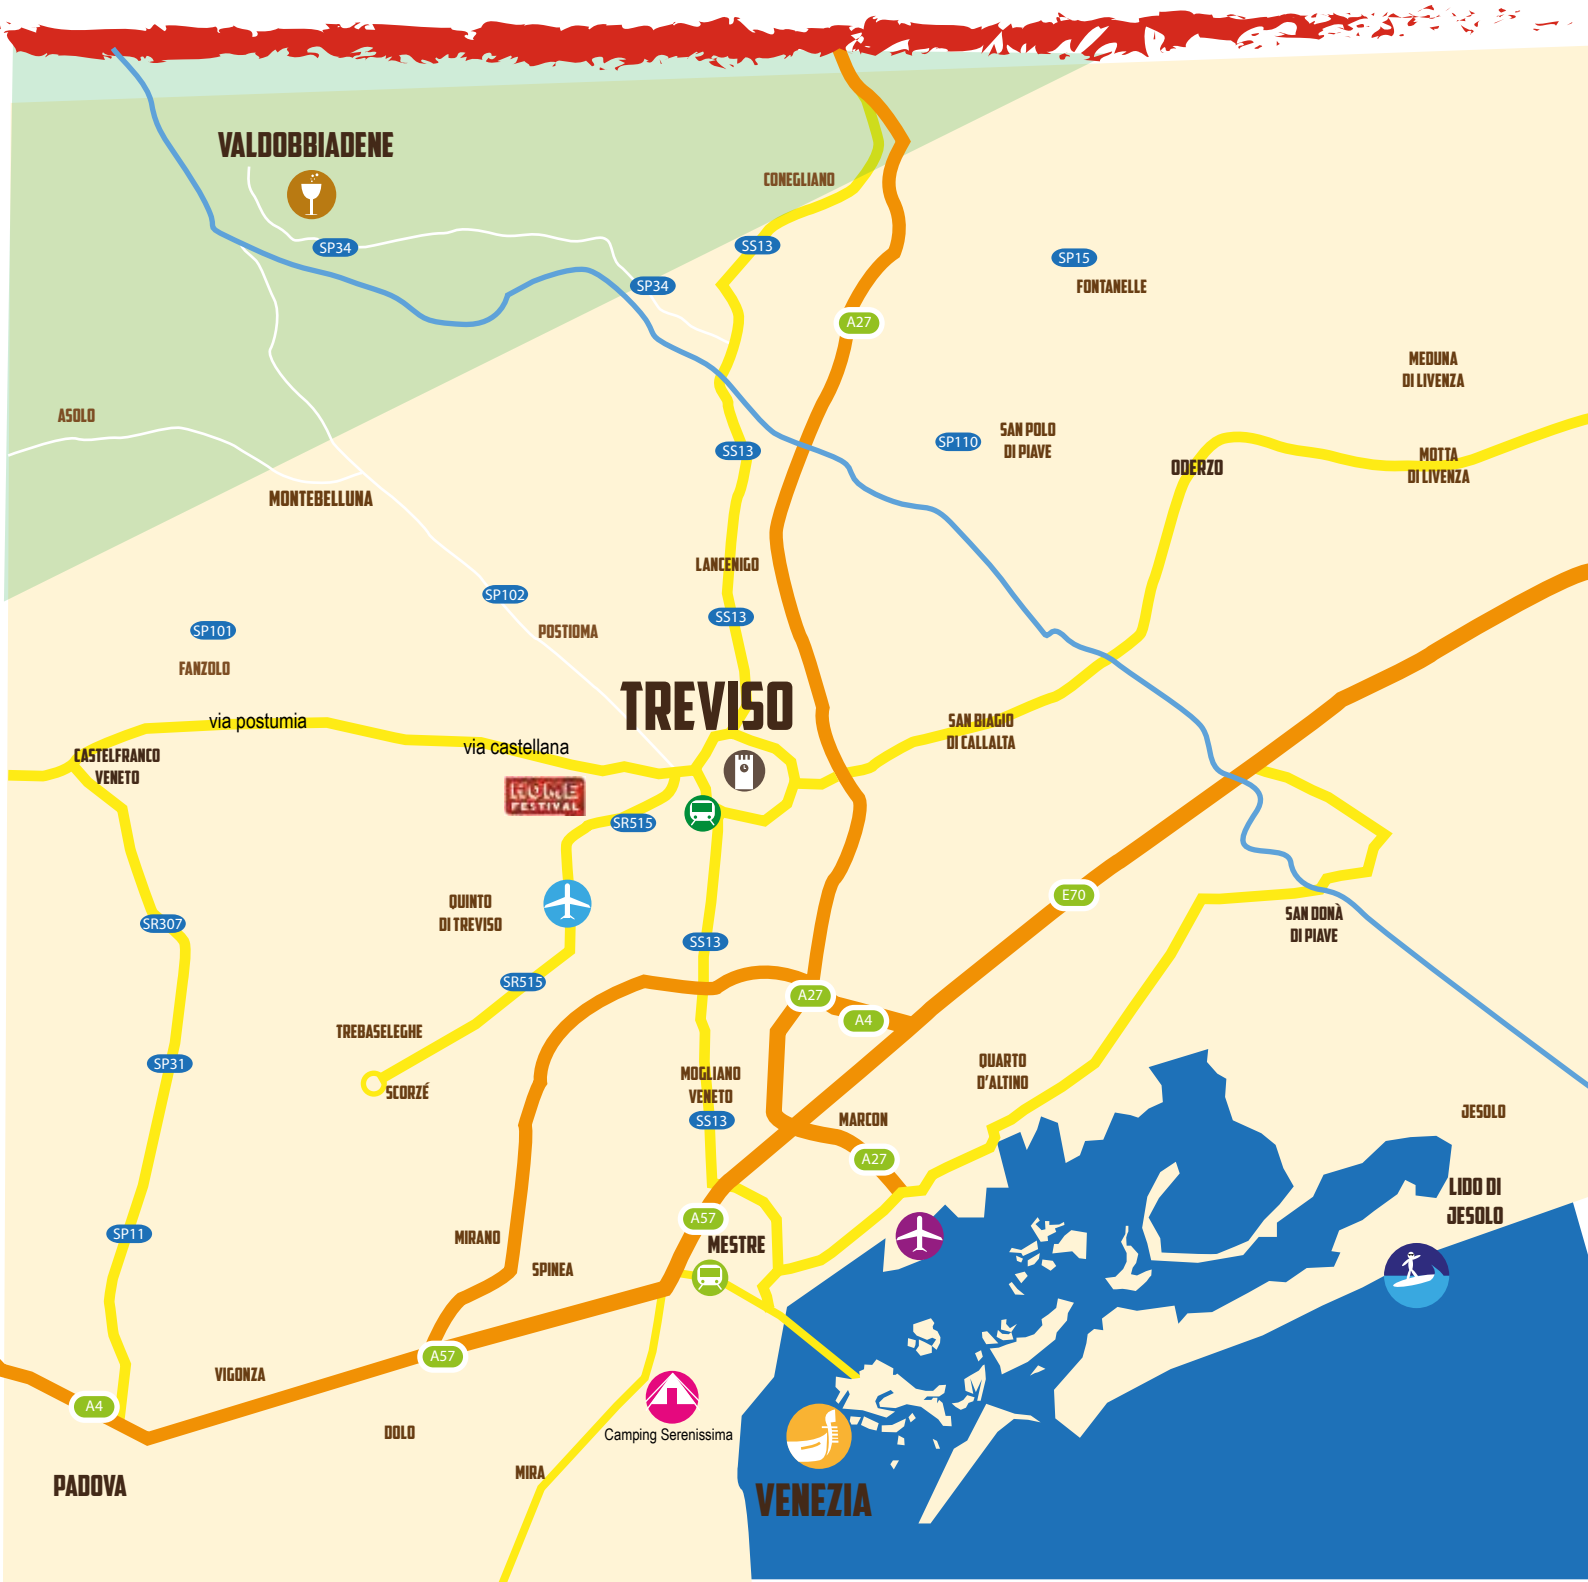 VALDOBBIADENE
CONEGLIANO
SP34
SS13
SP15
FONTANELLE
SP34
A27
MEDUNA
DI LIVENZA
ASOLO
SAN POLO
DI PIAVE
SP110
SS13
MOTTA
DI LIVENZA
ODERZO
MONTEBELLUNA
LANCENIGO
SP102
SS13
SP101
POSTIOMA
FANZOLO
TREVISO
via postumia
SAN BIAGIO
DI CALLALTA
via castellana
CASTELFRANCO
VENETO
HOME
FESTIVAL
SR515
E70
QUINTO
DI TREVISO
SR307
SAN DONÀ
DI PIAVE
SS13
SR515
A27
A4
TREBASELEGHE
SP31
QUARTO
D'ALTINO
MOGLIANO
VENETO
SCORZÉ
SS13
MARCON
JESOLO
A27
LIDO DI
JESOLO
A57
SP11
MIRANO
MESTRE
SPINEA
A57
VIGONZA
A4
DOLO
Camping Serenissima
MIRA
PADOVA
VENEZIA